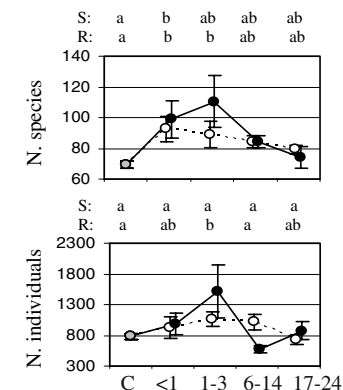 S: a b ab ab ab
R: a b b ab ab
140
120
100
80
60
N. species
S: a a a a a
R: a ab b a ab
2300
1800
1300
800
300
N. individuals
C <1 1-3 6-14 17-24